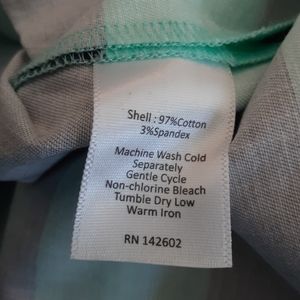 Shell : 97%Cotton
3%Spandex
Machine Wash Cold
Separately
Gentle Cycle
Non-chlorine Bleach
Tumble Dry Low
Warm Iron
RN 142602